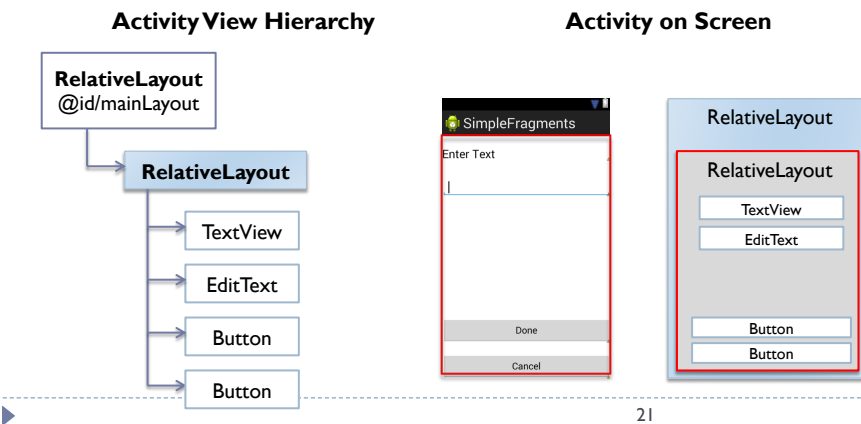 Activity View Hierarchy
RelativeLayout
@id/mainLayout
RelativeLayout
TextView
EditText
Button
Button
Activity on Screen
SimpleFragments
Enter Text
Done
Cancel
RelativeLayout
RelativeLayout
TextView
EditText
Button
Button
21